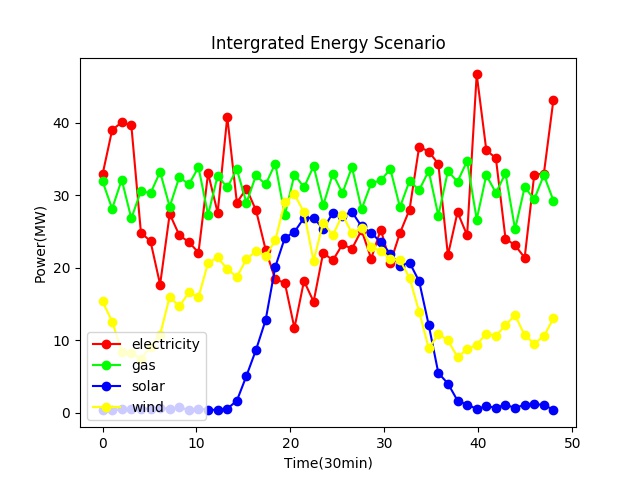 Intergrated Energy Scenario
Power(MW)
40
30
20
10
0
electricity
gas
solar
wind
0 10 20 30 40 50
Time(30min)